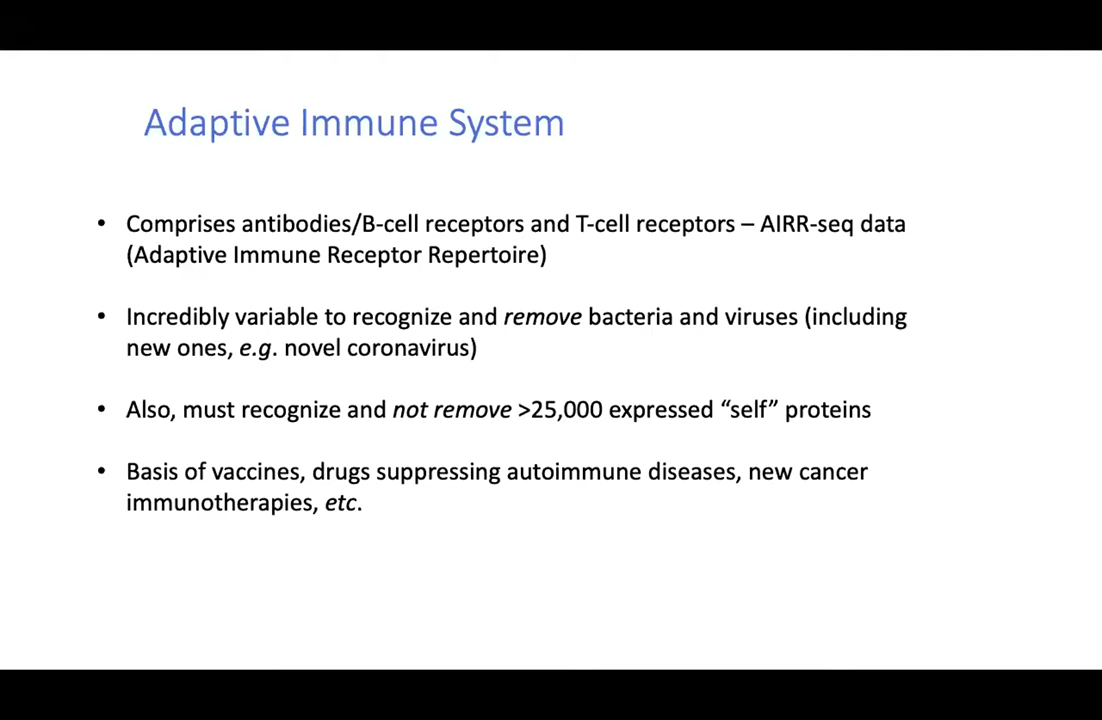 Adaptive Immune System
• Comprises antibodies/B-cell receptors and T-cell receptors – AIRR-seq data
(Adaptive Immune Receptor Repertoire)
• Incredibly variable to recognize and remove bacteria and viruses (including
new ones, e.g. novel coronavirus)
• Also, must recognize and not remove >25,000 expressed “self” proteins
• Basis of vaccines, drugs suppressing autoimmune diseases, new cancer
immunotherapies, etc.